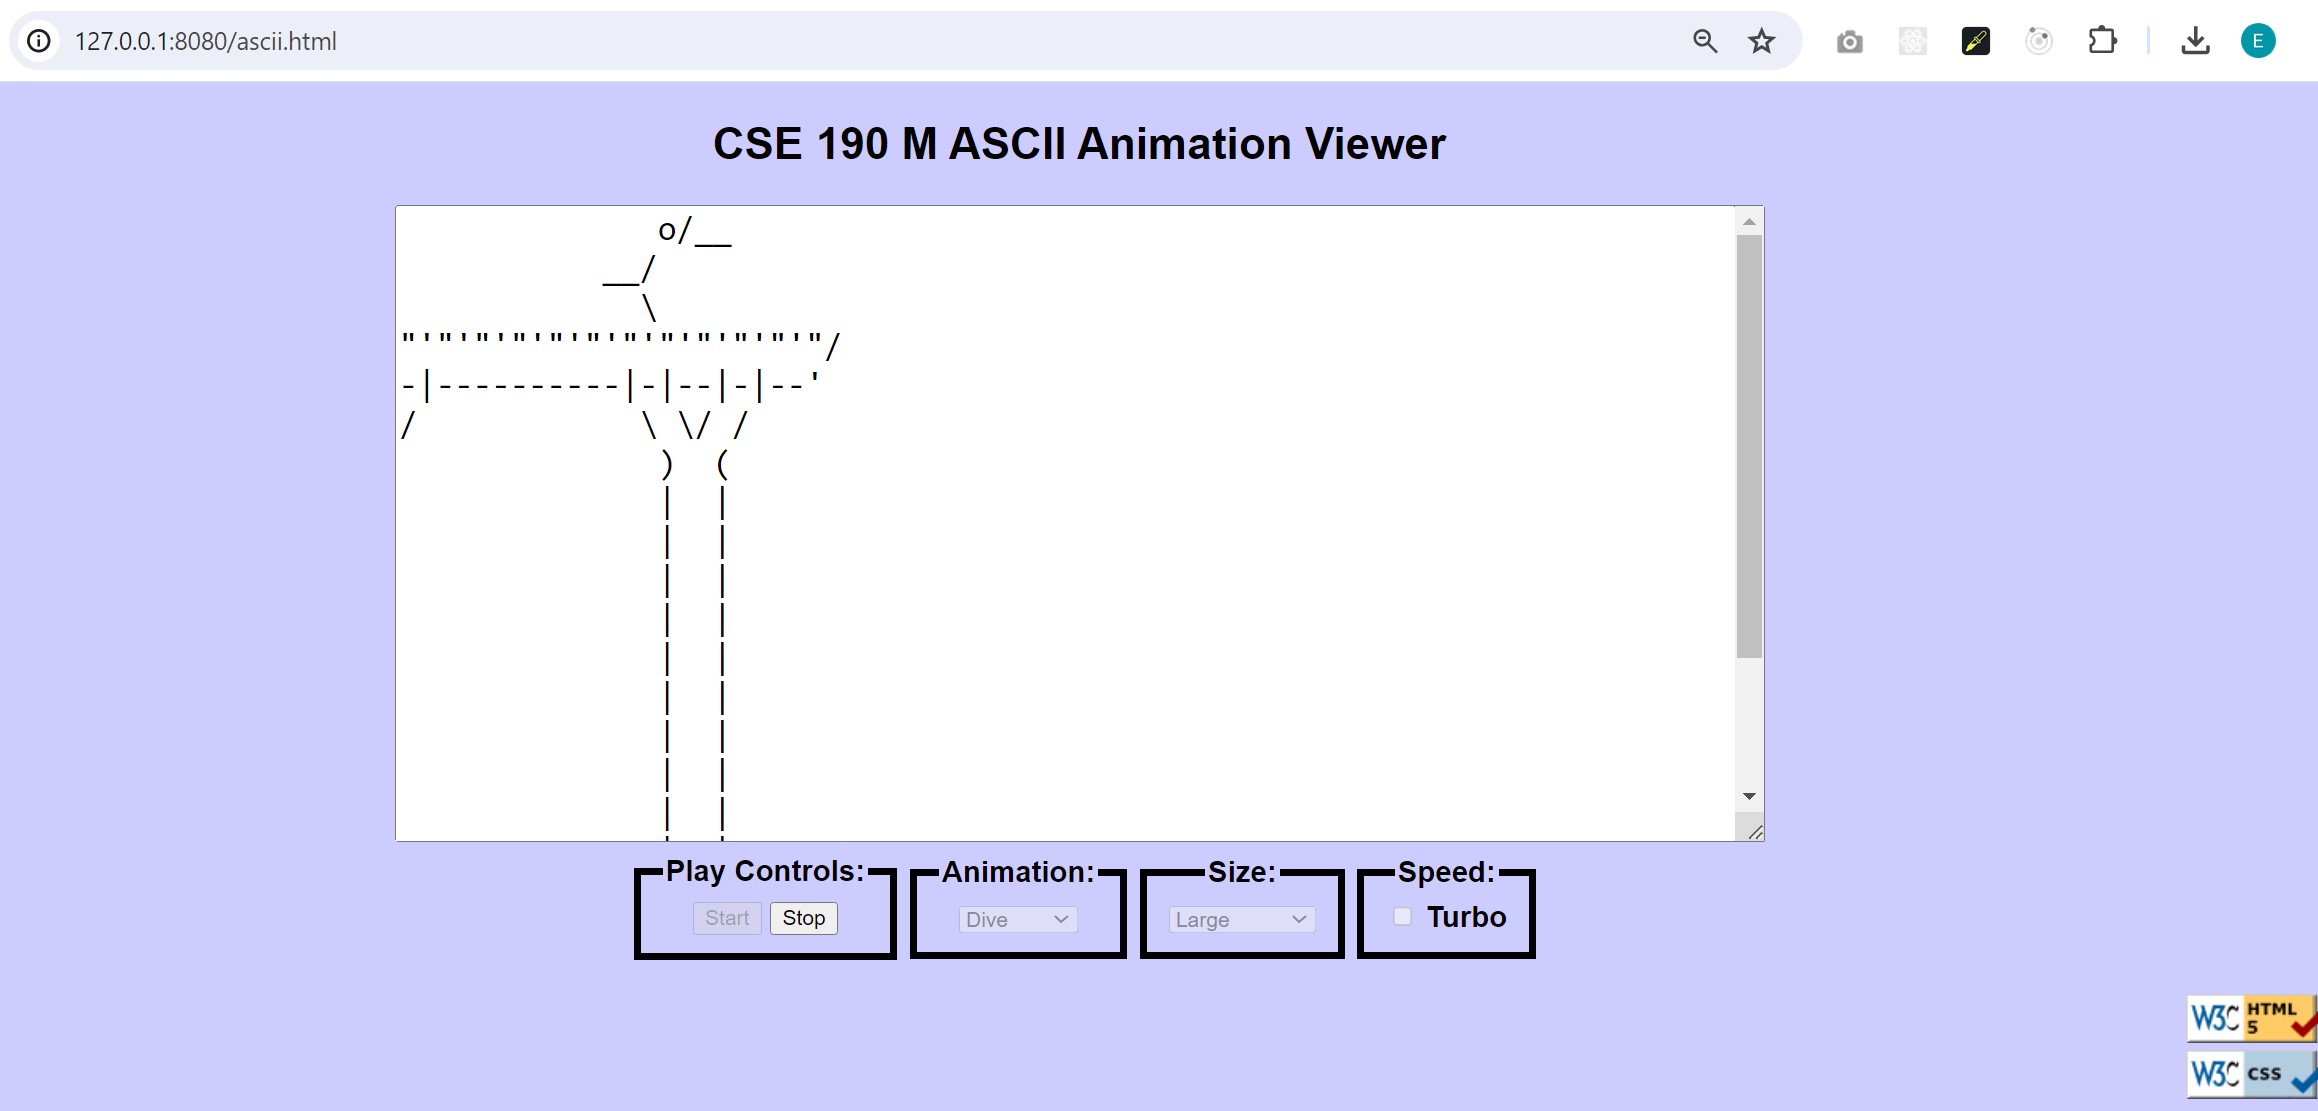 127.0.0.1:8080/ascii.html
E
CSE 190 M ASCII Animation Viewer
              o/__
           __/
             \
"'"'"'"'"'"'"'"'"'"'"'"/
-|----------|-|--|-|--'
/            \ \/ /
              )  (
              |  |
              |  |
              |  |
              |  |
              |  |
              |  |
              |  |
              |  |
              |  |
Play Controls:
Start Stop
Animation:
Dive
Size:
Large
Speed:
Turbo
W3C HTML 5
W3C CSS